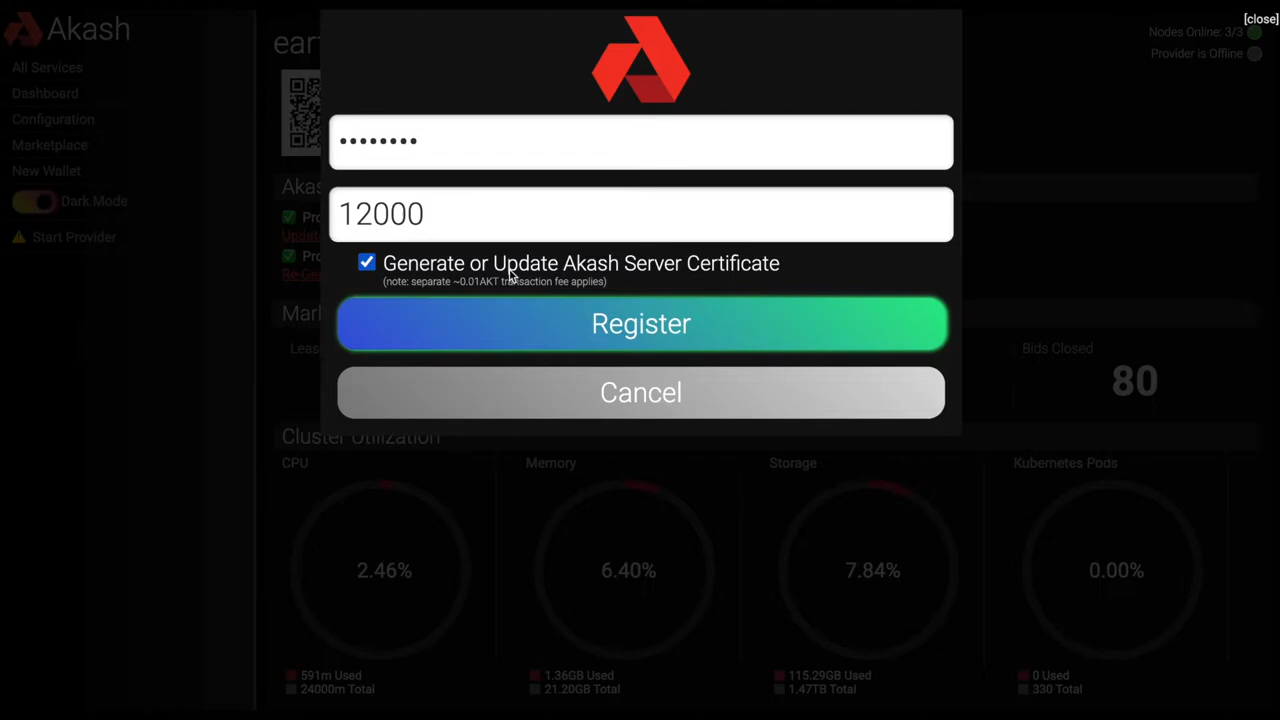 [close]
Akash
Nodes Online: 3/3
Provider is Offline
All Services
Dashboard
Configuration
Marketplace
New Wallet
Dark Mode
Start Provider
••••••••
12000
Generate or Update Akash Server Certificate
(note: separate ~0.01AKT transaction fee applies)
Register
Cancel
Bids Closed
80
Cluster Utilization
CPU
Memory
Storage
Kubernetes Pods
2.46%
6.40%
7.84%
0.00%
591m Used
24000m Total
1.36GB Used
21.20GB Total
115.29GB Used
1.47TB Total
0 Used
330 Total